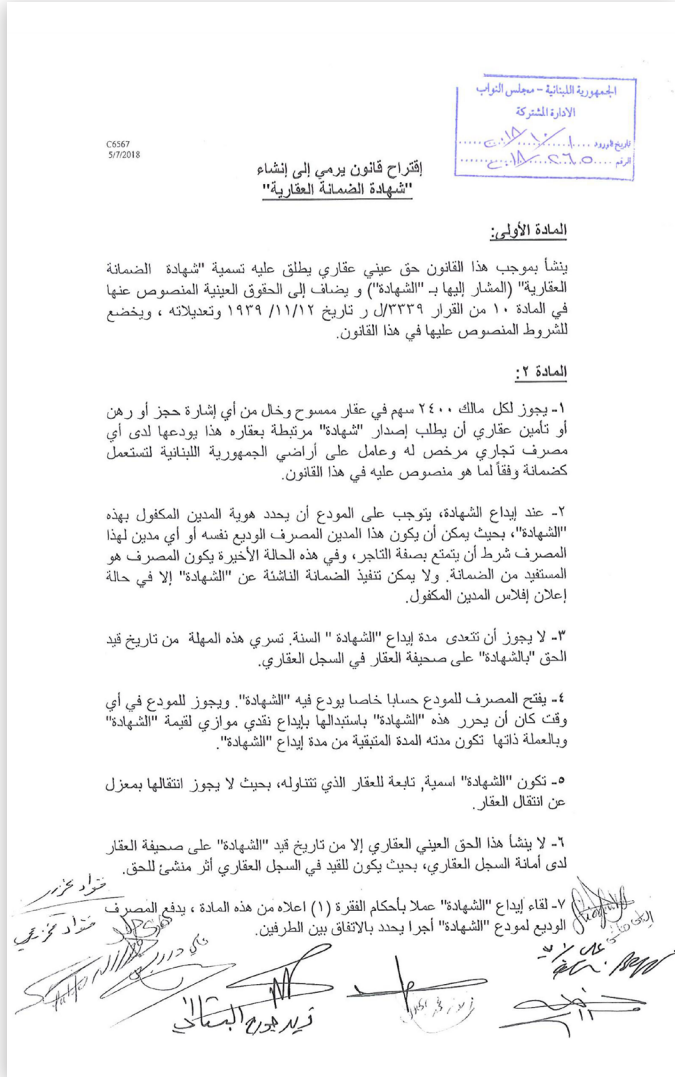 الجمهورية اللبنانية - مجلس النواب
الادارة المشتركة
تاريخ الورود
الرقم
C6567
5/7/2018
إقتراح قانون يرمي إلى إنشاء
"شهادة الضمانة العقارية"
المادة الأولى:
ينشأ بموجب هذا القانون حق عيني عقاري يطلق عليه تسمية "شهادة الضمانة
العقارية" (المشار إليها بـ "الشهادة") و يضاف إلى الحقوق العينية المنصوص عنها
في المادة ١٠ من القرار ٣٣٣٩/ل ر تاريخ ١٩٣٩ /١١/١٢ وتعديلاته ، ويخضع
للشروط المنصوص عليها في هذا القانون.
المادة ٢:
١- يجوز لكل مالك ٢٤٠٠ سهم في عقار ممسوح وخال من أي إشارة حجز أو رهن
أو تأمين عقاري أن يطلب إصدار "شهادة" مرتبطة بعقاره هذا يودعها لدى أي
مصرف تجاري مرخص له وعامل على أراضي الجمهورية اللبنانية لتستعمل
كضمانة وفقاً لما هو منصوص عليه في هذا القانون.
٢- عند إيداع الشهادة، يتوجب على المودع أن يحدد هوية المدين المكفول بهذه
"الشهادة"، بحيث يمكن أن يكون هذا المدين المصرف الوديع نفسه أو أي مدين لهذا
المصرف شرط أن يتمتع بصفة التاجر، وفي هذه الحالة الأخيرة يكون المصرف هو
المستفيد من الضمانة. ولا يمكن تنفيذ الضمانة الناشئة عن "الشهادة" إلا في حالة
إعلان إفلاس المدين المكفول.
٣- لا يجوز أن تتعدى مدة إيداع "الشهادة " السنة. تسري هذه المهلة من تاريخ قيد
الحق "بالشهادة" على صحيفة العقار في السجل العقاري.
٤- يفتح المصرف للمودع حسابا خاصا يودع فيه "الشهادة". ويجوز للمودع في أي
وقت كان أن يحرر هذه "الشهادة" باستبدالها بإيداع نقدي موازي لقيمة "الشهادة"
وبالعملة ذاتها تكون مدته المدة المتبقية من مدة إيداع "الشهادة".
٥- تكون "الشهادة" اسمية, تابعة للعقار الذي تتناوله، بحيث لا يجوز انتقالها بمعزل
عن انتقال العقار.
٦- لا ينشأ هذا الحق العيني العقاري إلا من تاريخ قيد "الشهادة" على صحيفة العقار
لدى أمانة السجل العقاري، بحيث يكون للقيد في السجل العقاري أثر منشئ للحق.
٧- لقاء إيداع "الشهادة" عملا بأحكام الفقرة (١) اعلاه من هذه المادة ، يدفع المصرف
الوديع لمودع "الشهادة" أجرا يحدد بالاتفاق بين الطرفين.
فؤاد مخزومي
فريد جورج البستاني